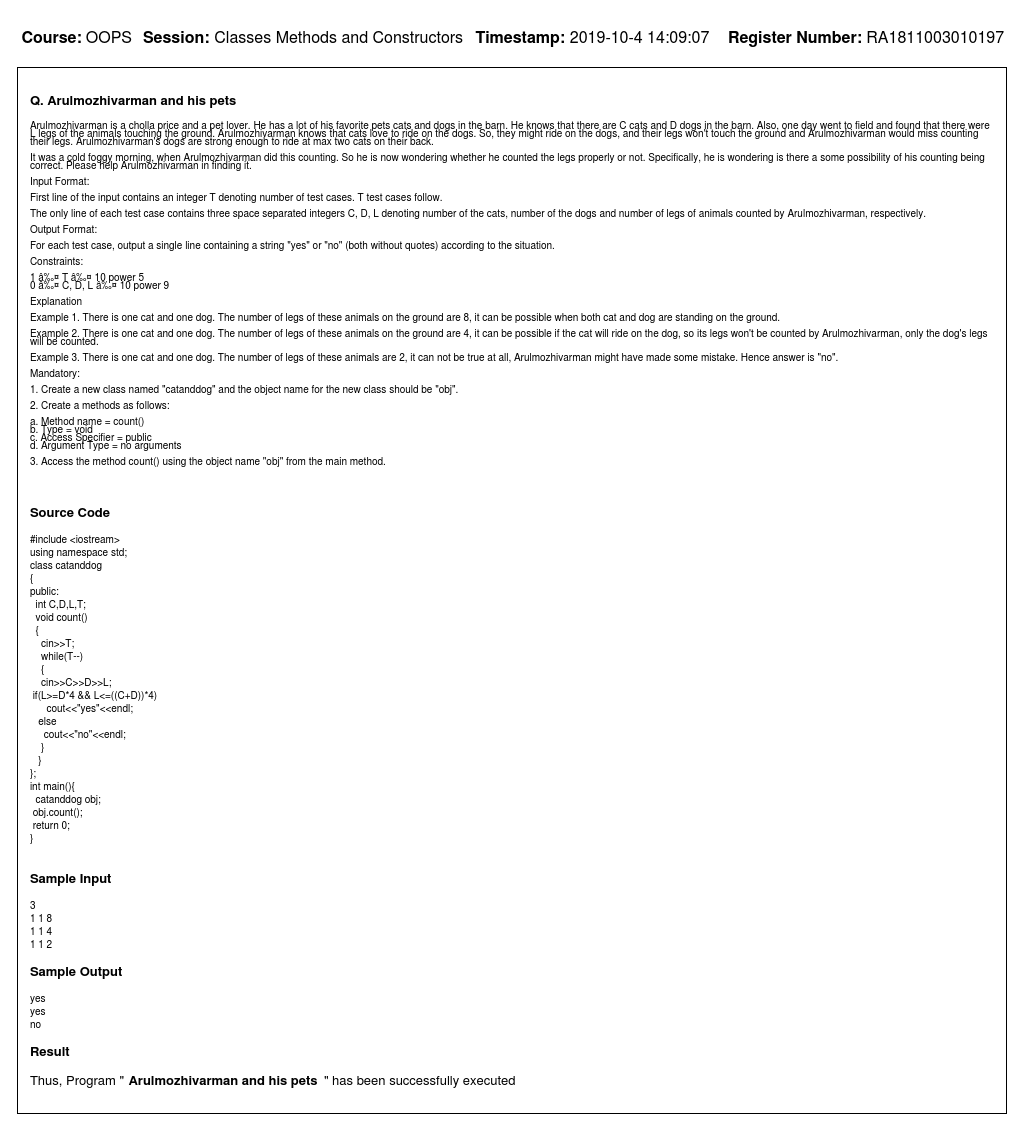 Course: OOPS Session: Classes Methods and Constructors Timestamp: 2019-10-4 14:09:07 Register Number: RA1811003010197
Q. Arulmozhivarman and his pets
Arulmozhivarman is a cholla price and a pet lover. He has a lot of his favorite pets cats and dogs in the barn. He knows that there are C cats and D dogs in the barn. Also, one day went to field and found that there were
L legs of the animals touching the ground. Arulmozhivarman knows that cats love to ride on the dogs. So, they might ride on the dogs, and their legs won't touch the ground and Arulmozhivarman would miss counting
their legs. Arulmozhivarman's dogs are strong enough to ride at max two cats on their back.
It was a cold foggy morning, when Arulmozhivarman did this counting. So he is now wondering whether he counted the legs properly or not. Specifically, he is wondering is there a some possibility of his counting being
correct. Please help Arulmozhivarman in finding it.
Input Format:
First line of the input contains an integer T denoting number of test cases. T test cases follow.
The only line of each test case contains three space separated integers C, D, L denoting number of the cats, number of the dogs and number of legs of animals counted by Arulmozhivarman, respectively.
Output Format:
For each test case, output a single line containing a string "yes" or "no" (both without quotes) according to the situation.
Constraints:
1 â‰¤ T â‰¤ 10 power 5
0 â‰¤ C, D, L â‰¤ 10 power 9
Explanation
Example 1. There is one cat and one dog. The number of legs of these animals on the ground are 8, it can be possible when both cat and dog are standing on the ground.
Example 2. There is one cat and one dog. The number of legs of these animals on the ground are 4, it can be possible if the cat will ride on the dog, so its legs won't be counted by Arulmozhivarman, only the dog's legs
will be counted.
Example 3. There is one cat and one dog. The number of legs of these animals are 2, it can not be true at all, Arulmozhivarman might have made some mistake. Hence answer is "no".
Mandatory:
1. Create a new class named "catanddog" and the object name for the new class should be "obj".
2. Create a methods as follows:
a. Method name = count()
b. Type = void
c. Access Specifier = public
d. Argument Type = no arguments
3. Access the method count() using the object name "obj" from the main method.
Source Code
#include <iostream>
using namespace std;
class catanddog
{
public:
int C,D,L,T;
void count()
{
cin>>T;
while(T--)
{
cin>>C>>D>>L;
if(L>=D*4 && L<=((C+D))*4)
cout<<"yes"<<endl;
else
cout<<"no"<<endl;
}
}
};
int main(){
catanddog obj;
obj.count();
return 0;
}
Sample Input
3
1 1 8
1 1 4
1 1 2
Sample Output
yes
yes
no
Result
Thus, Program " Arulmozhivarman and his pets " has been successfully executed